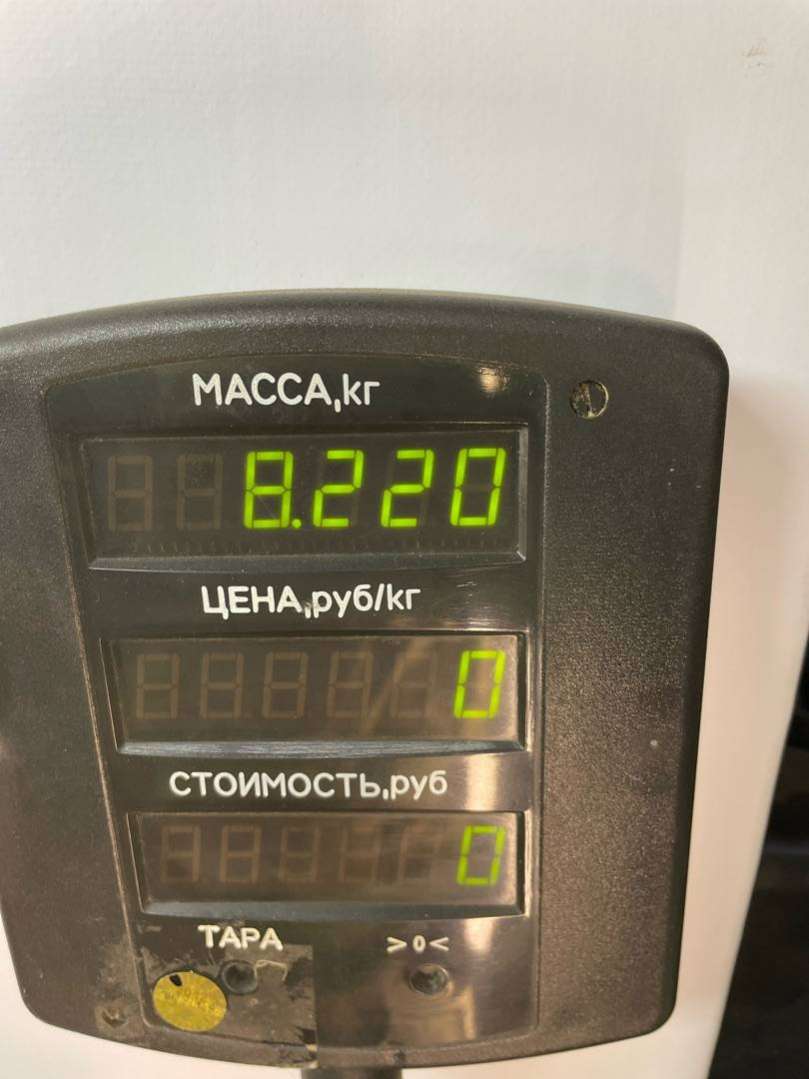 МАССА,кг
8.220
ЦЕНА,руб/кг
0
СТОИМОСТЬ,руб
0
ТАРА >0<